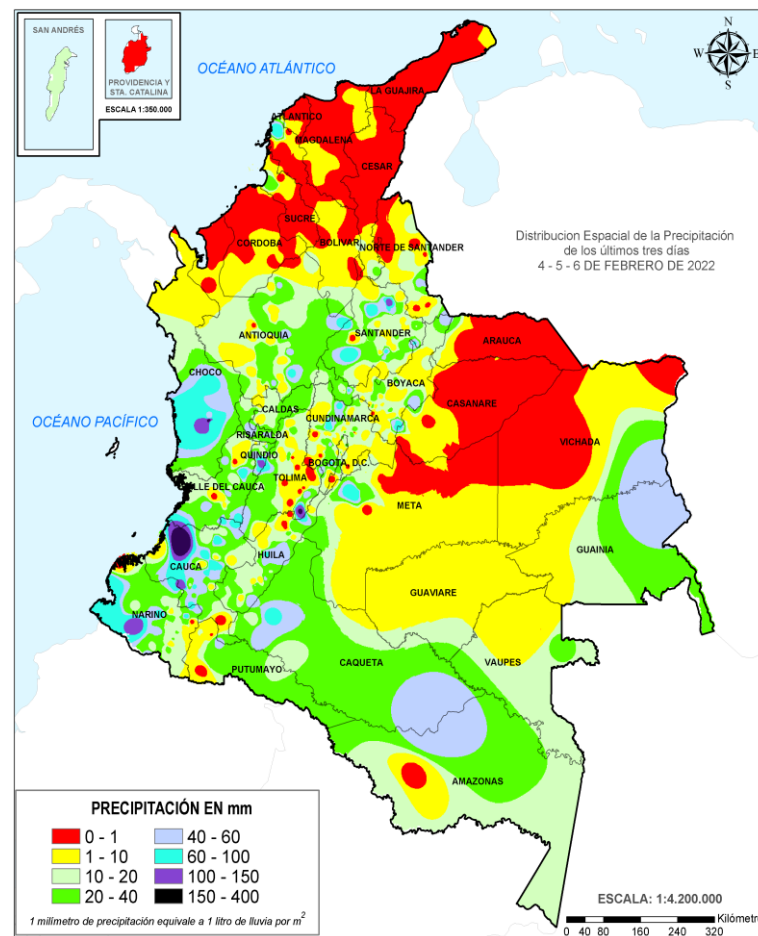 SAN ANDRÉS
PROVIDENCIA Y
STA. CATALINA
ESCALA 1:350.000
OCÉANO ATLÁNTICO
N
W
E
S
LA GUAJIRA
ATLANTICO
MAGDALENA
CESAR
SUCRE
CORDOBA
BOLIVAR
NORTE DE SANTANDER
Distribucion Espacial de la Precipitación
de los últimos tres días
4 - 5 - 6 DE FEBRERO DE 2022
ANTIOQUIA
SANTANDER
ARAUCA
CHOCO
BOYACA
CASANARE
OCÉANO PACÍFICO
CALDAS
CUNDINAMARCA
RISARALDA
VICHADA
QUINDIO
BOGOTA, D.C.
TOLIMA
VALLE DEL CAUCA
META
GUAINIA
HUILA
CAUCA
GUAVIARE
NARINO
CAQUETA
VAUPES
PUTUMAYO
AMAZONAS
PRECIPITACIÓN EN mm
0 - 1
40 - 60
1 - 10
60 - 100
10 - 20
100 - 150
20 - 40
150 - 400
1 milímetro de precipitación equivale a 1 litro de lluvia por m2
ESCALA: 1:4.200.000
Kilómetro
0 40 80 160 240 320